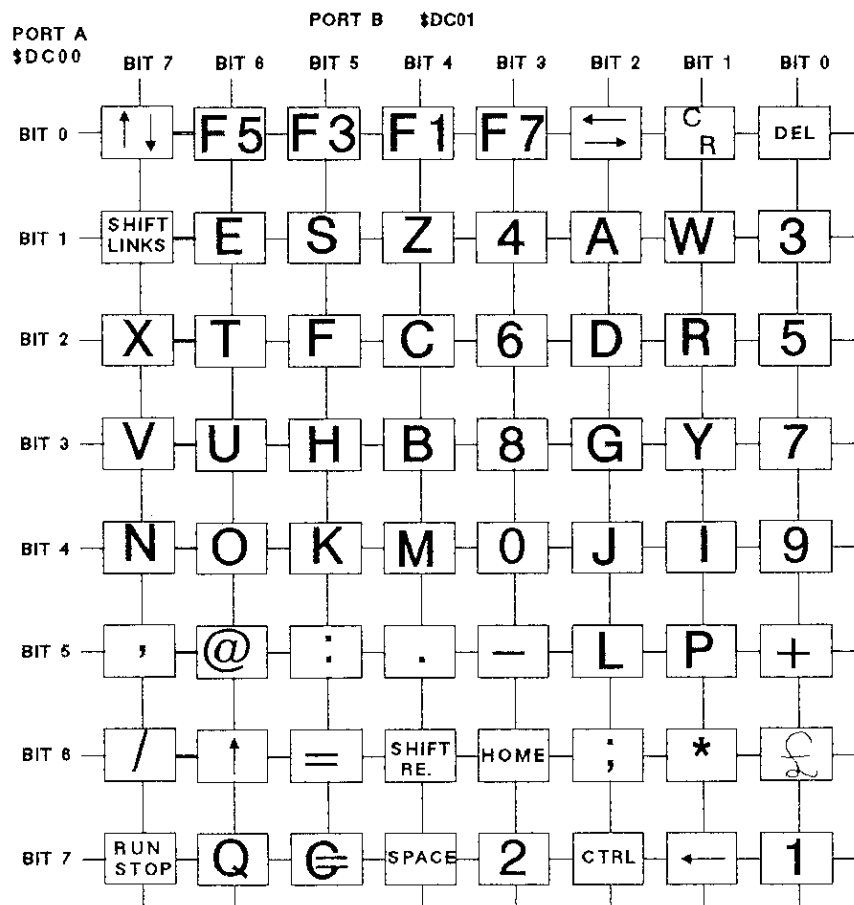 PORT B $DC01
PORT A
$DC00
BIT 7 BIT 6 BIT 5 BIT 4 BIT 3 BIT 2 BIT 1 BIT 0
BIT 0 ↑↓ F5 F3 F1 F7 ←→ CR DEL
BIT 1 SHIFT LINKS E S Z 4 A W 3
BIT 2 X T F C 6 D R 5
BIT 3 V U H B 8 G Y 7
BIT 4 N O K M 0 J I 9
BIT 5 , @ : . – L P +
BIT 6 / ↑ = SHIFT RE. HOME ; * £
BIT 7 RUN STOP Q C= SPACE 2 CTRL ← 1